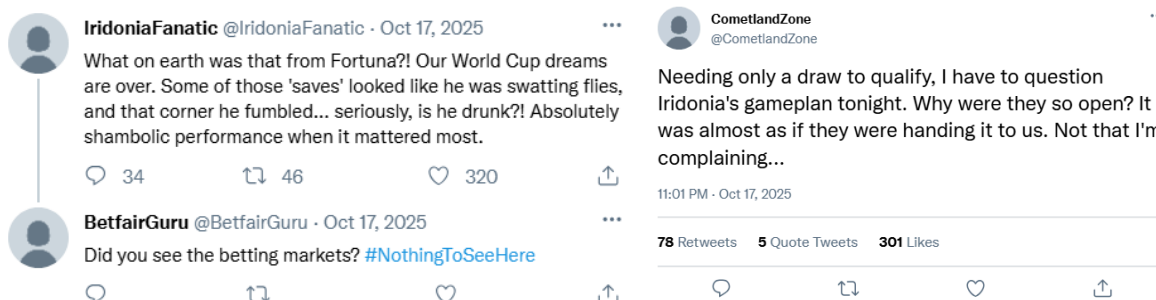 IridoniaFanatic @IridoniaFanatic · Oct 17, 2025
What on earth was that from Fortuna?! Our World Cup dreams
are over. Some of those 'saves' looked like he was swatting flies,
and that corner he fumbled... seriously, is he drunk?! Absolutely
shambolic performance when it mattered most.
34 46 320
BetfairGuru @BetfairGuru · Oct 17, 2025
Did you see the betting markets? #NothingToSeeHere
CometlandZone
@CometlandZone
Needing only a draw to qualify, I have to question
Iridonia's gameplan tonight. Why were they so open? It
was almost as if they were handing it to us. Not that I'm
complaining...
11:01 PM · Oct 17, 2025
78 Retweets 5 Quote Tweets 301 Likes